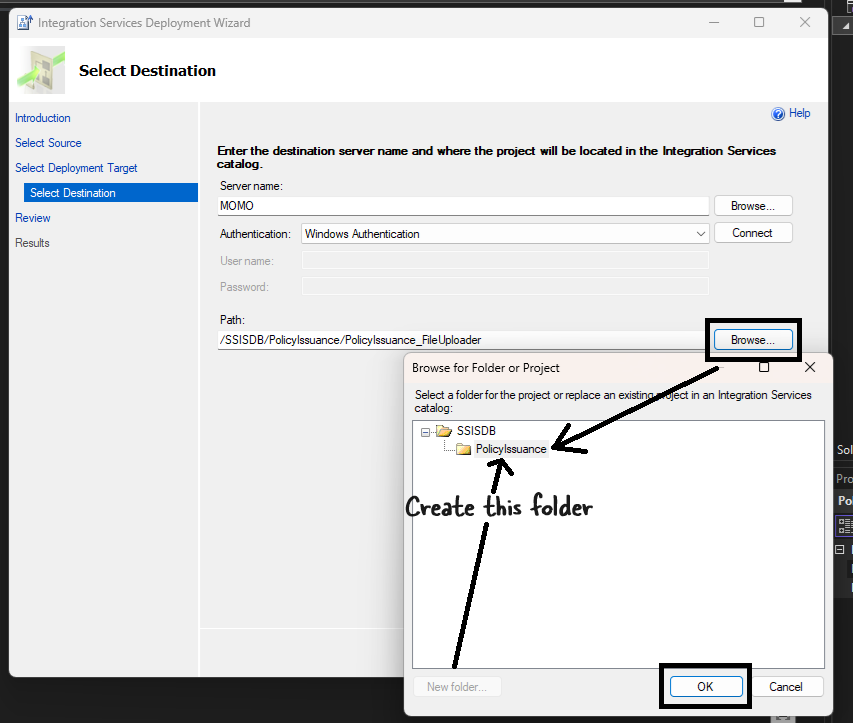 Integration Services Deployment Wizard
Select Destination
Help
Introduction
Select Source
Select Deployment Target
Select Destination
Review
Results
Enter the destination server name and where the project will be located in the Integration Services
catalog.
Server name:
MOMO
Browse...
Authentication:
Windows Authentication
Connect
User name:
Password:
Path:
/SSISDB/PolicyIssuance/PolicyIssuance_FileUploader
Browse...
Browse for Folder or Project
Select a folder for the project or replace an existing project in an Integration Services
catalog:
SSISDB
PolicyIssuance
Create this folder
New folder...
OK
Cancel
Sol
Pro
Pol